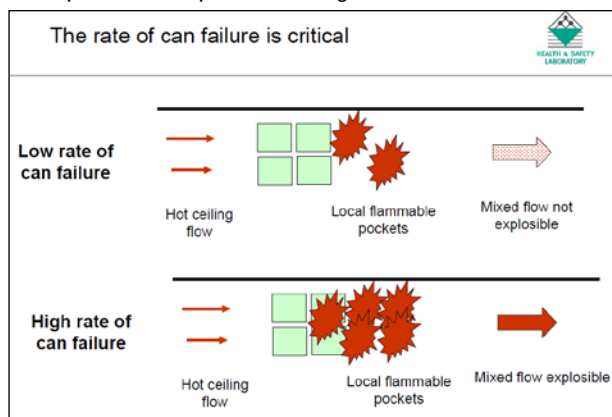 The rate of can failure is critical
HEALTH & SAFETY
LABORATORY
Low rate of
can failure
Hot ceiling
flow
Local flammable
pockets
Mixed flow not
explosible
High rate of
can failure
Hot ceiling
flow
Local flammable
pockets
Mixed flow explosible